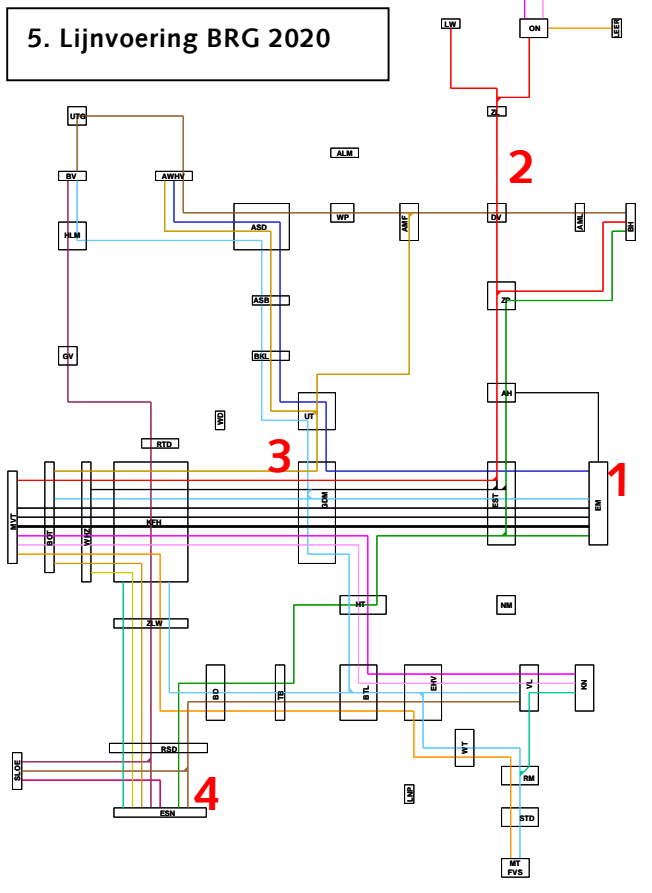 5. Lijnvoering BRG 2020
LW
ON
LEER
ZL
UTG
ALM
2
BV
AWHV
HLM
ASD
WP
AMF
DV
AML
BH
ASB
ZP
GV
BKL
AH
WD
UT
RTD
3
1
MVT
BOT
WHZ
KFH
GDM
EST
EM
HT
NM
ZLW
BD
TB
BTL
EHV
VL
KN
RSD
WT
SLOE
RM
4
LNP
ESN
STD
MT
FVS